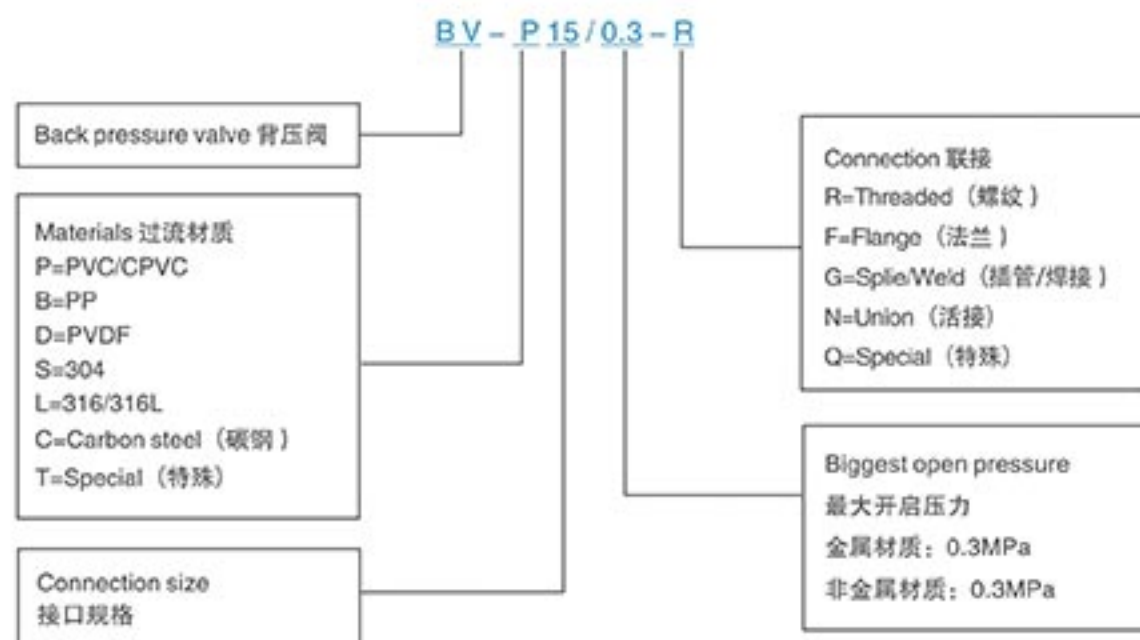 BV-P15/0.3-R
Back pressure valve 背压阀
Materials 过流材质
P=PVC/CPVC
B=PP
D=PVDF
S=304
L=316/316L
C=Carbon steel（碳钢）
T=Special（特殊）
Connection size
接口规格
Connection 联接
R=Threaded（螺纹）
F=Flange（法兰）
G=Splie/Weld（插管/焊接）
N=Union（活接）
Q=Special（特殊）
Biggest open pressure
最大开启压力
金属材质：0.3MPa
非金属材质：0.3MPa